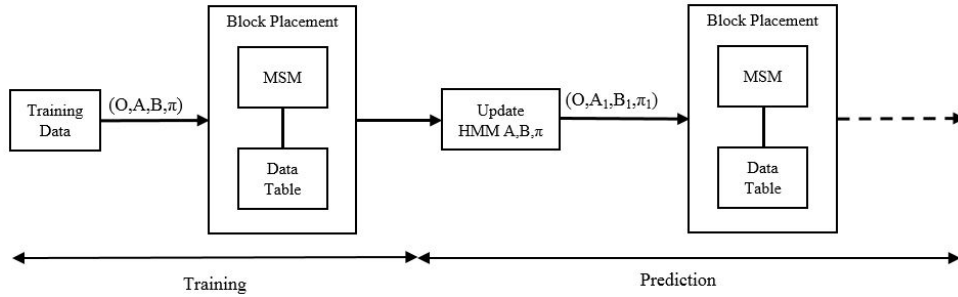 Block Placement
MSM
Data
Table
Training
Data
(O,A,B,π)
Update
HMM A,B,π
(O,A₁,B₁,π₁)
Block Placement
MSM
Data
Table
Training
Prediction